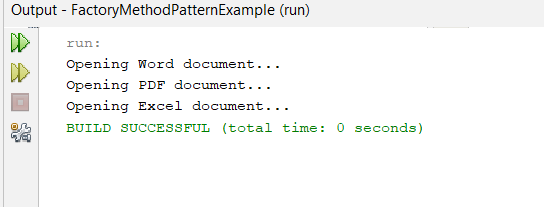 Output - FactoryMethodPatternExample (run)
run:
Opening Word document...
Opening PDF document...
Opening Excel document...
BUILD SUCCESSFUL (total time: 0 seconds)